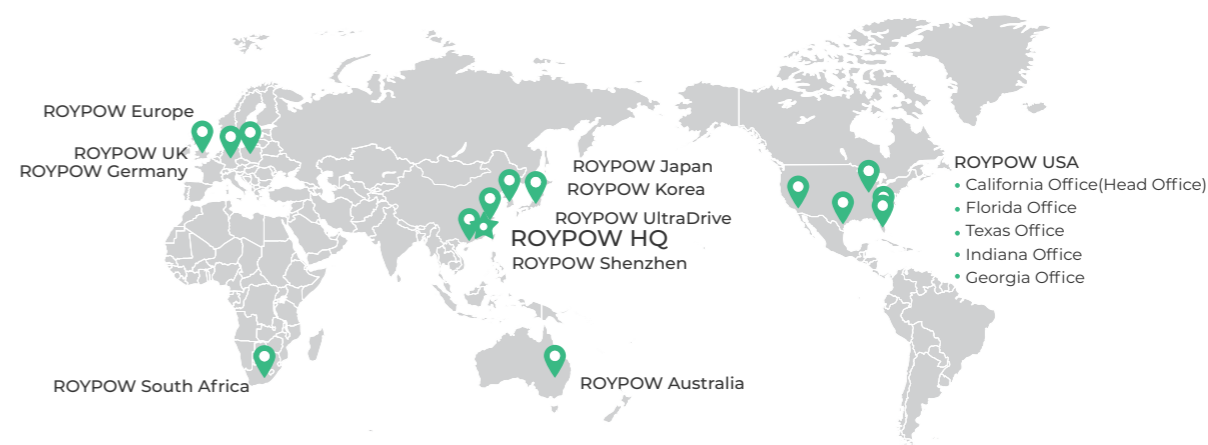 ROYPOW Europe
ROYPOW UK
ROYPOW Germany
ROYPOW South Africa
ROYPOW Japan
ROYPOW Korea
ROYPOW UltraDrive
ROYPOW HQ
ROYPOW Shenzhen
ROYPOW Australia
ROYPOW USA
• California Office(Head Office)
• Florida Office
• Texas Office
• Indiana Office
• Georgia Office